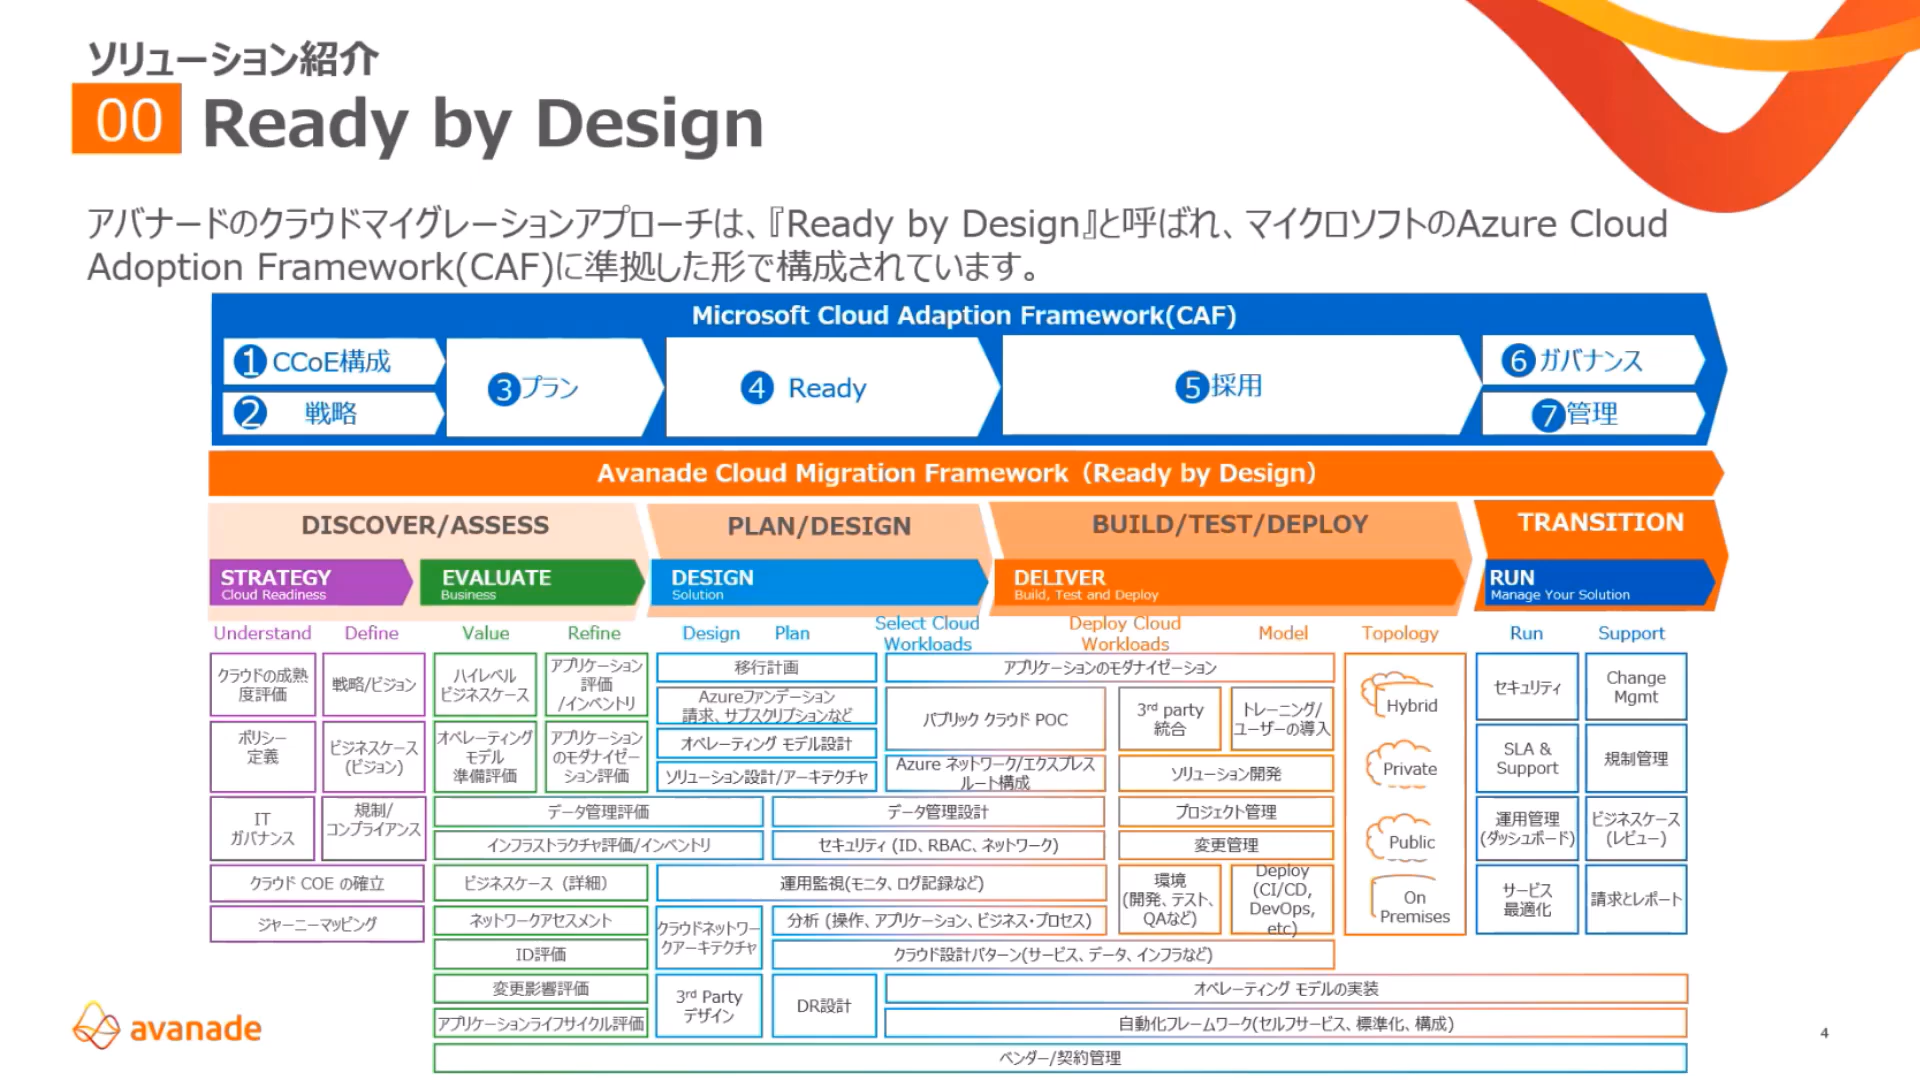 ソリューション紹介
00 Ready by Design
アバナードのクラウドマイグレーションアプローチは、『Ready by Design』と呼ばれ、マイクロソフトのAzure Cloud
Adoption Framework(CAF)に準拠した形で構成されています。
Microsoft Cloud Adaption Framework(CAF)
1 CCoE構成
2 戦略
3 プラン
4 Ready
5 採用
6 ガバナンス
7 管理
Avanade Cloud Migration Framework（Ready by Design）
DISCOVER/ASSESS
PLAN/DESIGN
BUILD/TEST/DEPLOY
TRANSITION
STRATEGY
Cloud Readiness
EVALUATE
Business
DESIGN
Solution
DELIVER
Build, Test and Deploy
RUN
Manage Your Solution
Understand
Define
Value
Refine
Design
Plan
Select Cloud
Workloads
Deploy Cloud
Workloads
Model
Topology
Run
Support
クラウドの成熟
度評価
戦略/ビジョン
ポリシー
定義
ビジネスケース
(ビジョン)
IT
ガバナンス
規制/
コンプライアンス
クラウド COE の確立
ジャーニーマッピング
ハイレベル
ビジネスケース
アプリケーション
評価
/インベントリ
オペレーティング
モデル
準備評価
アプリケーション
のモダナイゼー
ション評価
データ管理評価
インフラストラクチャ評価/インベントリ
ビジネスケース（詳細）
ネットワークアセスメント
ID評価
変更影響評価
アプリケーションライフサイクル評価
移行計画
Azureファンデーション
請求、サブスクリプションなど
オペレーティング モデル設計
ソリューション設計/アーキテクチャ
アプリケーションのモダナイゼーション
パブリック クラウド POC
Azure ネットワーク/エクスプレス
ルート構成
データ管理設計
セキュリティ (ID、RBAC、ネットワーク)
運用監視(モニタ、ログ記録など)
クラウドネットワー
クアーキテクチャ
分析 (操作、アプリケーション、ビジネス・プロセス)
クラウド設計パターン(サービス、データ、インフラなど)
3rd Party
デザイン
DR設計
3rd party
統合
トレーニング/
ユーザーの導入
ソリューション開発
プロジェクト管理
変更管理
環境
(開発、テスト、
QAなど)
Deploy
(CI/CD,
DevOps,
etc)
Hybrid
Private
Public
On
Premises
セキュリティ
Change
Mgmt
SLA &
Support
規制管理
運用管理
(ダッシュボード)
ビジネスケース
(レビュー)
サービス
最適化
請求とレポート
オペレーティング モデルの実装
自動化フレームワーク(セルフサービス、標準化、構成)
ベンダー/契約管理
avanade
4